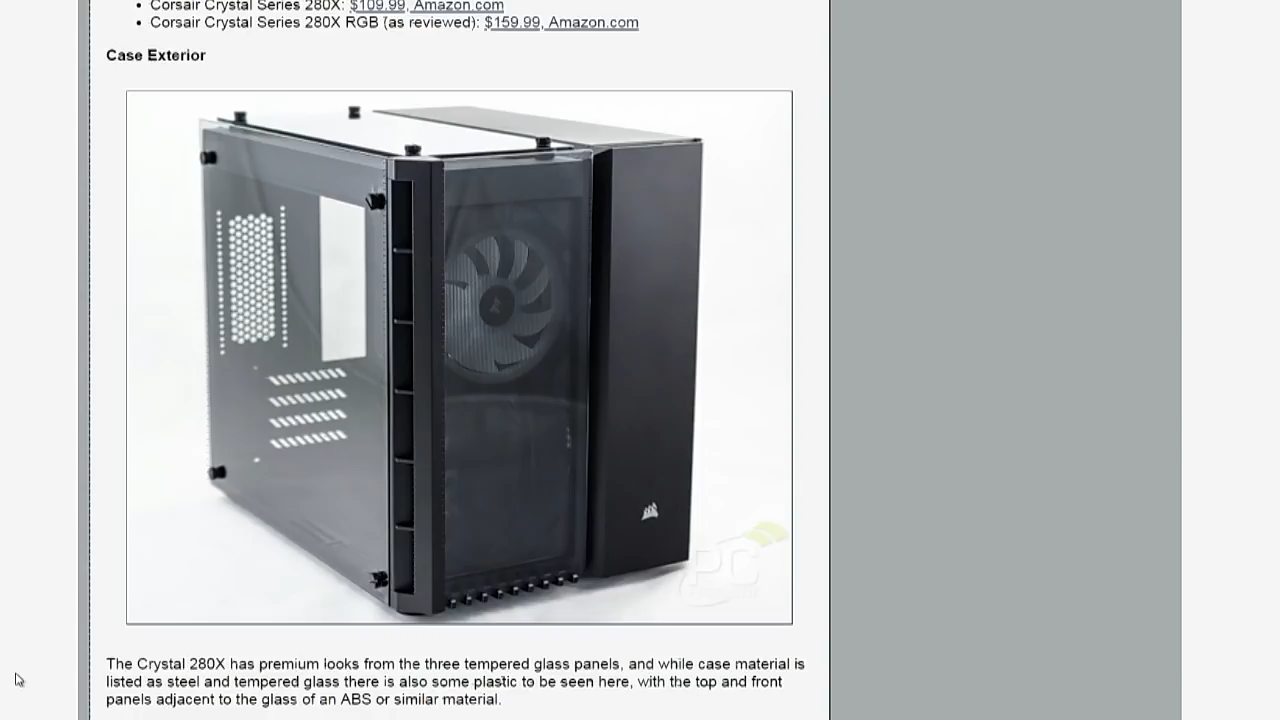 • Corsair Crystal Series 280X: $109.99, Amazon.com
• Corsair Crystal Series 280X RGB (as reviewed): $159.99, Amazon.com
Case Exterior
PC
The Crystal 280X has premium looks from the three tempered glass panels, and while case material is
listed as steel and tempered glass there is also some plastic to be seen here, with the top and front
panels adjacent to the glass of an ABS or similar material.